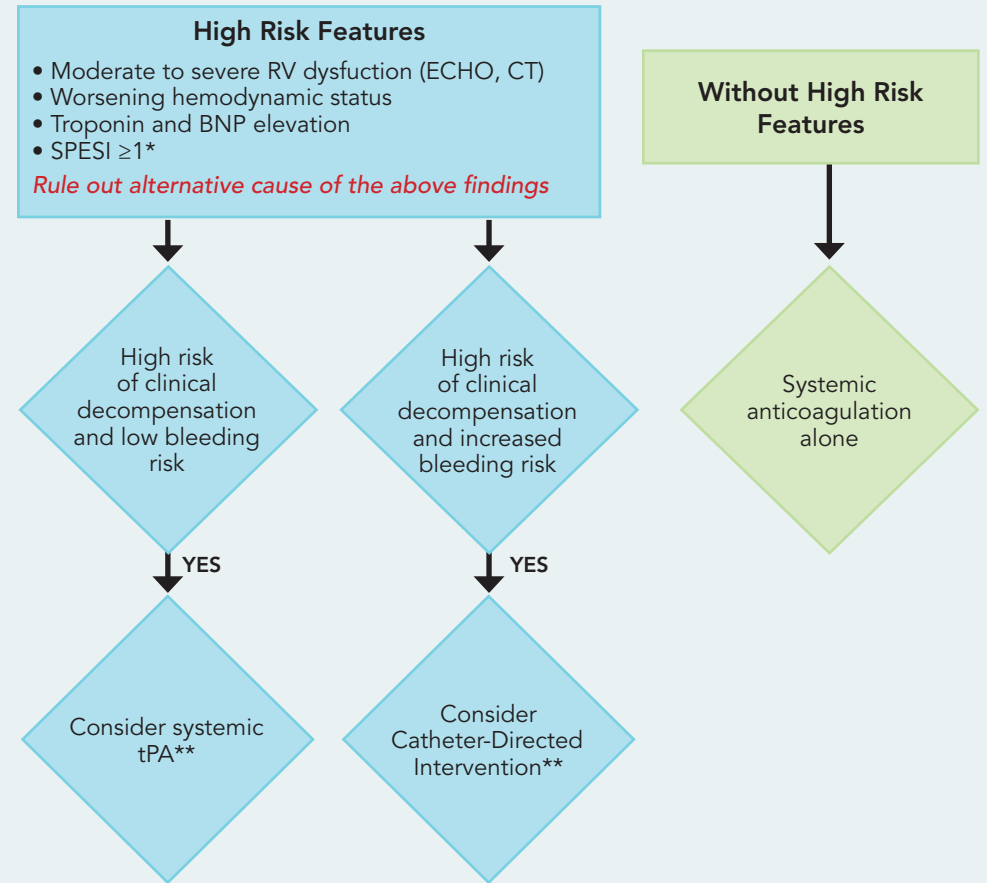 High Risk Features
• Moderate to severe RV dysfuction (ECHO, CT)
• Worsening hemodynamic status
• Troponin and BNP elevation
• SPESI ≥1*
Rule out alternative cause of the above findings
Without High Risk
Features
High risk
of clinical
decompensation
and low bleeding
risk
High risk
of clinical
decompensation
and increased
bleeding risk
Systemic
anticoagulation
alone
YES
YES
Consider systemic
tPA**
Consider
Catheter-Directed
Intervention**